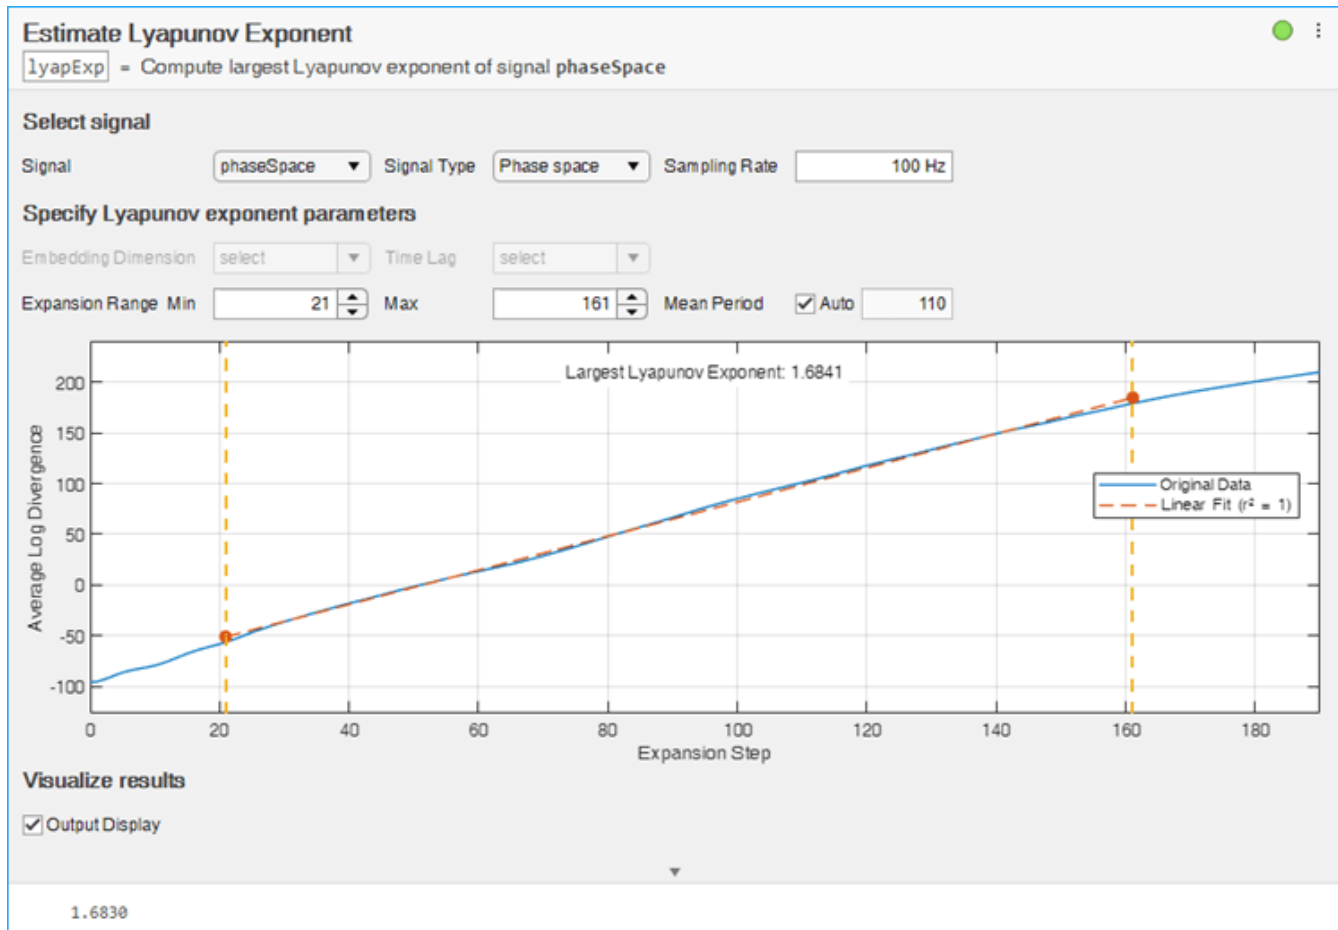 Estimate Lyapunov Exponent
lyapExp = Compute largest Lyapunov exponent of signal phaseSpace
Select signal
Signal phaseSpace Signal Type Phase space Sampling Rate 100 Hz
Specify Lyapunov exponent parameters
Embedding Dimension select Time Lag select
Expansion Range Min 21 Max 161 Mean Period Auto 110
Largest Lyapunov Exponent: 1.6841
200
150
100
50
0
-50
-100
Average Log Divergence
Original Data
Linear Fit (r² = 1)
0 20 40 60 80 100 120 140 160 180
Expansion Step
Visualize results
Output Display
1.6830